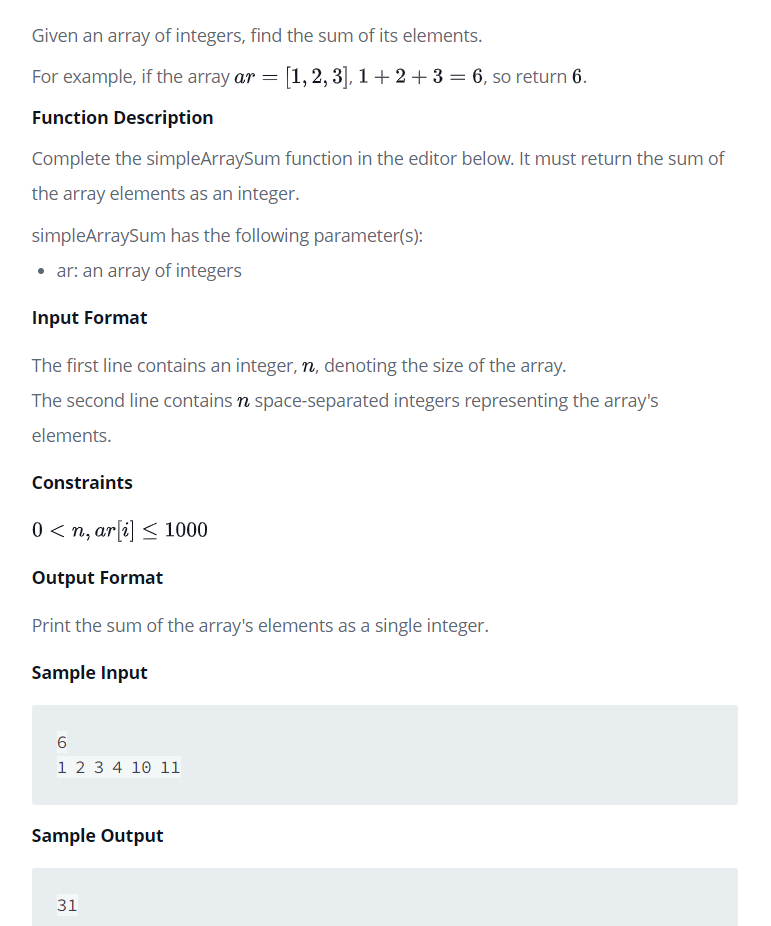 Given an array of integers, find the sum of its elements.
For example, if the array ar = [1, 2, 3], 1 + 2 + 3 = 6, so return 6.
Function Description
Complete the simpleArraySum function in the editor below. It must return the sum of
the array elements as an integer.
simpleArraySum has the following parameter(s):
• ar: an array of integers
Input Format
The first line contains an integer, n, denoting the size of the array.
The second line contains n space-separated integers representing the array's
elements.
Constraints
0 < n, ar[i] ≤ 1000
Output Format
Print the sum of the array's elements as a single integer.
Sample Input
6
1 2 3 4 10 11
Sample Output
31